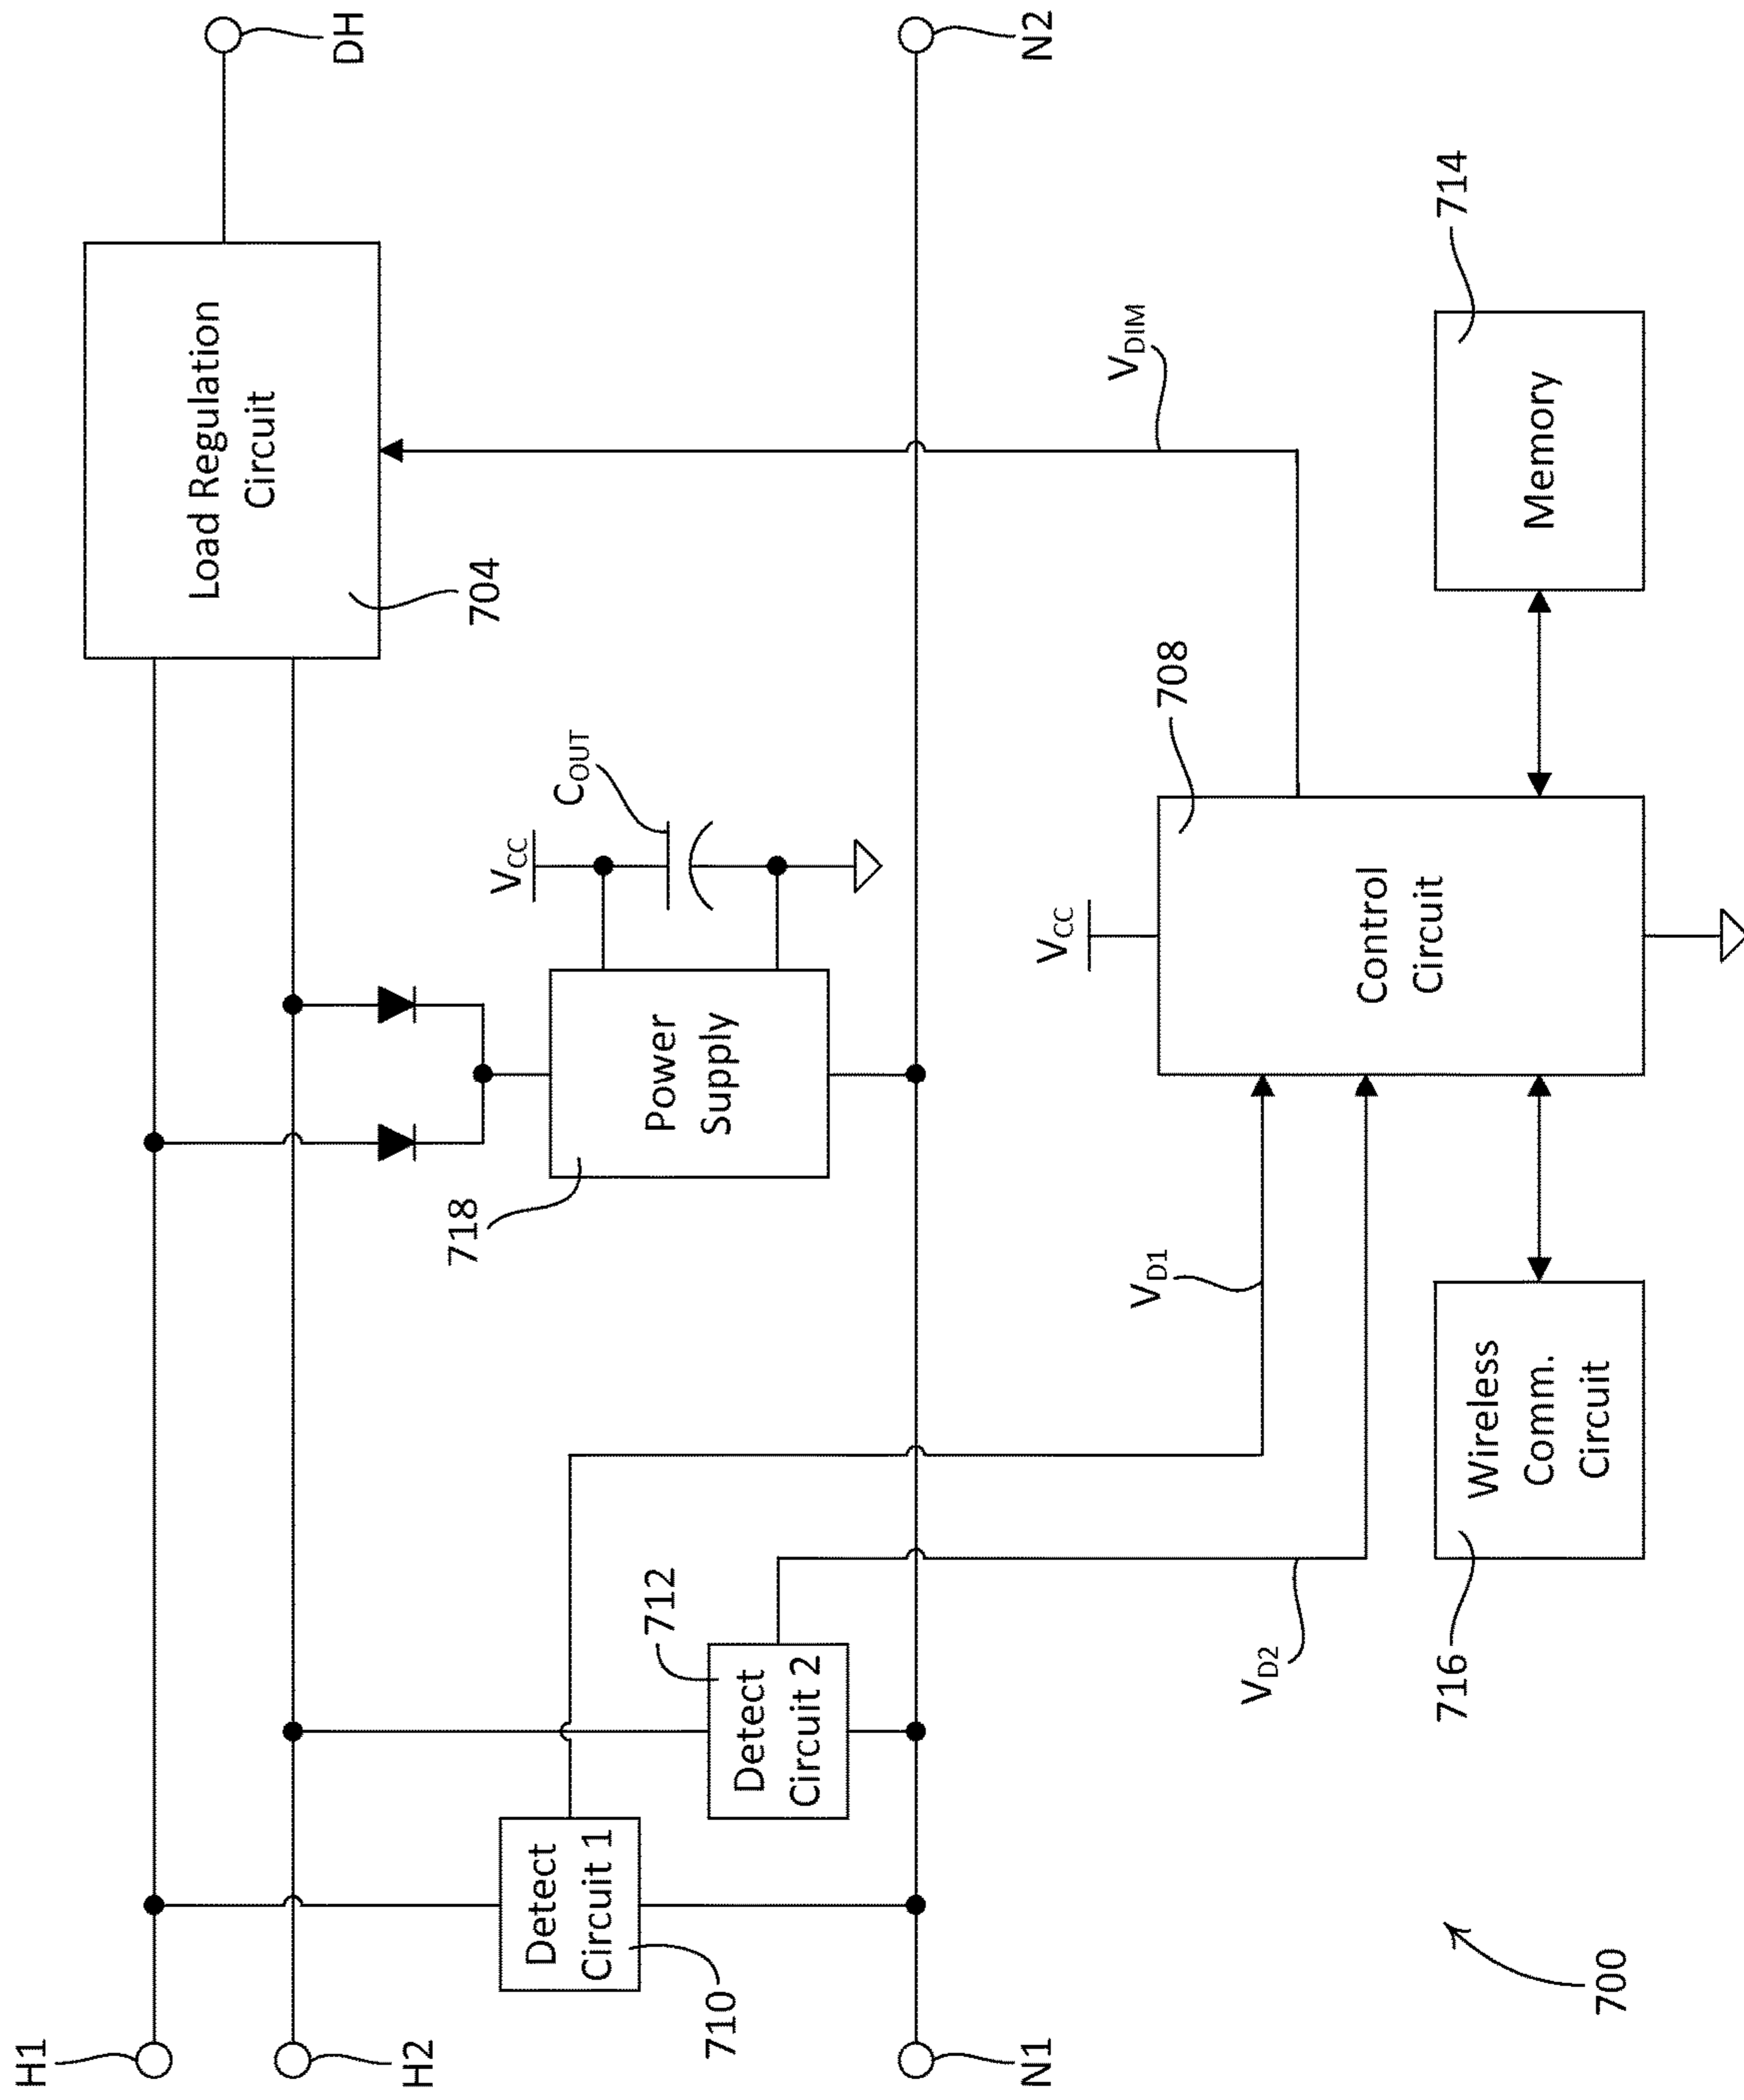 H1
H2
N1
DH
N2
Load Regulation
Circuit
704
V_CC
C_OUT
Power
Supply
718
Detect
Circuit 1
710
Detect
Circuit 2
712
V_D1
V_D2
V_DIM
V_CC
Control
Circuit
708
Wireless
Comm.
Circuit
716
Memory
714
700